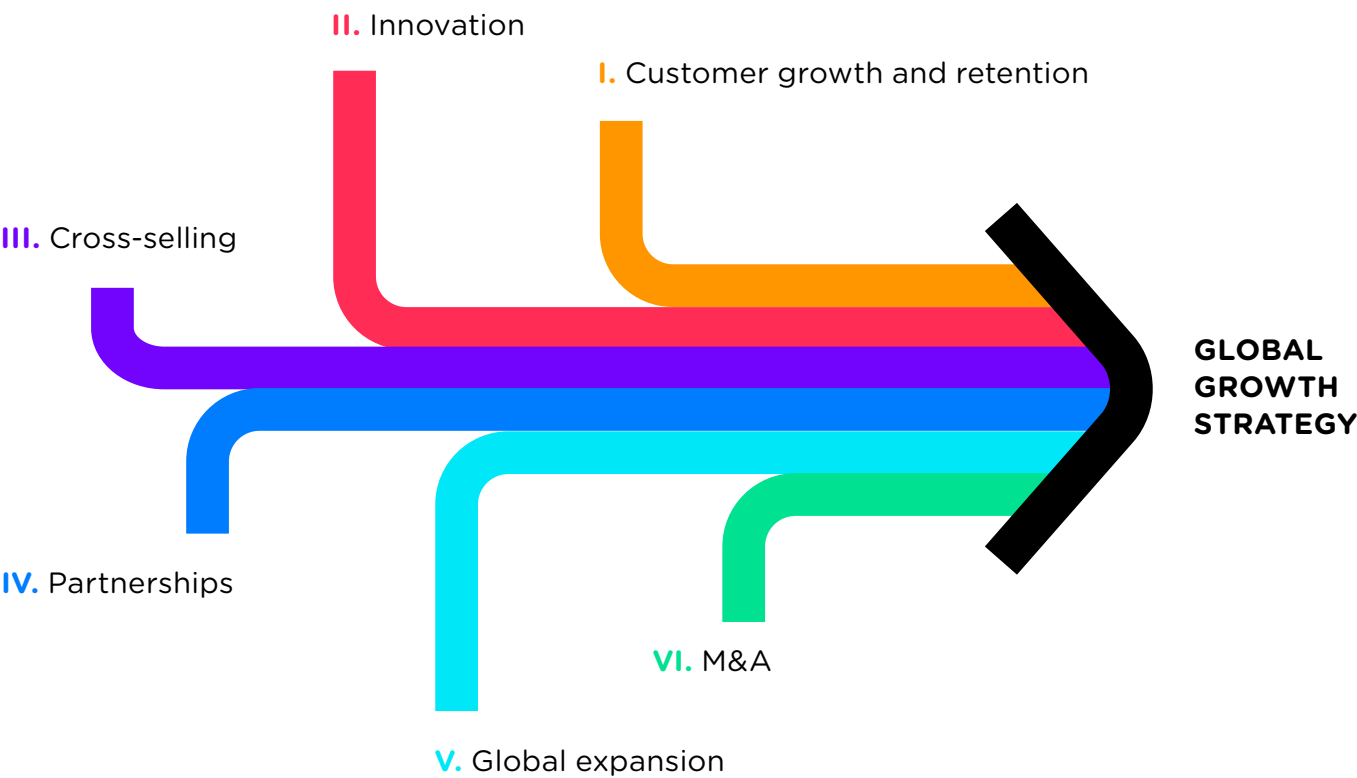 II. Innovation
I. Customer growth and retention
III. Cross-selling
GLOBAL
GROWTH
STRATEGY
IV. Partnerships
VI. M&A
V. Global expansion